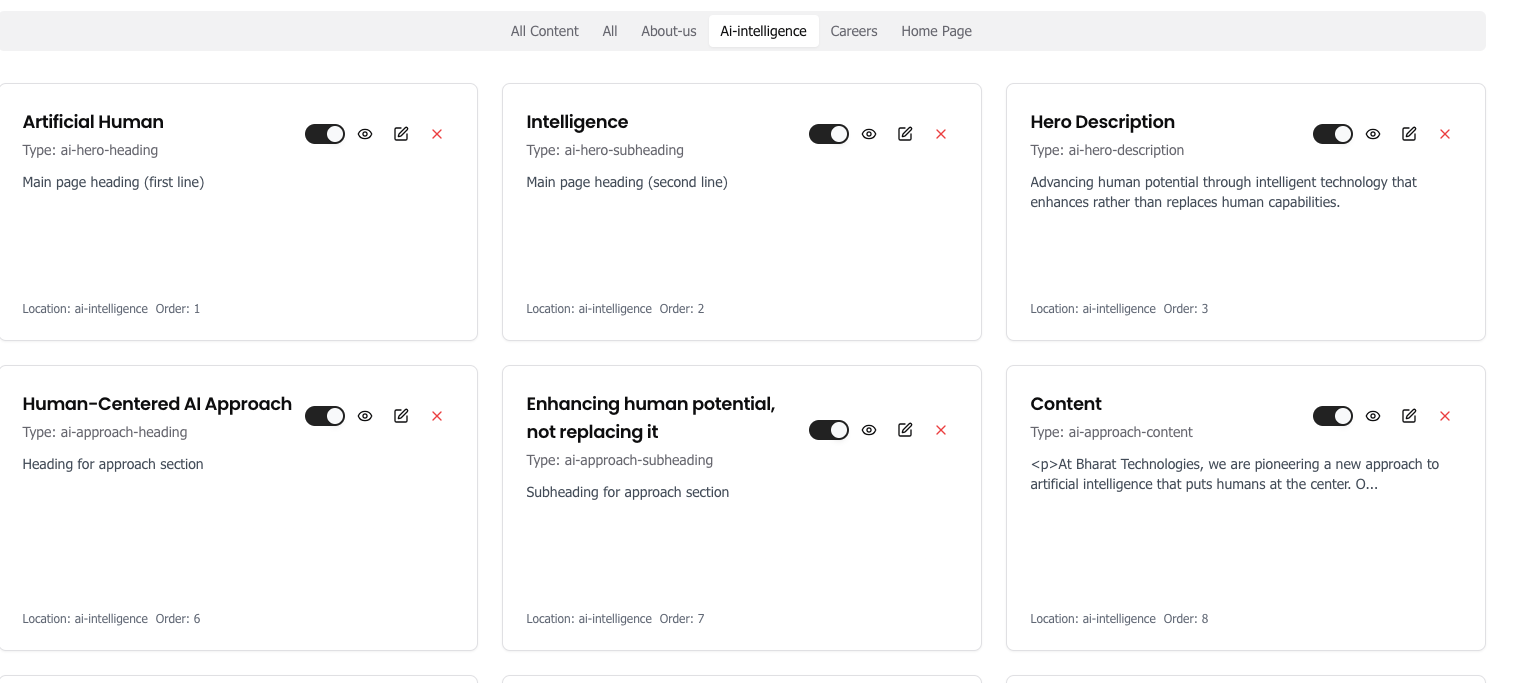 All Content All About-us Ai-intelligence Careers Home Page
Artificial Human
Type: ai-hero-heading
Main page heading (first line)
Location: ai-intelligence Order: 1
Intelligence
Type: ai-hero-subheading
Main page heading (second line)
Location: ai-intelligence Order: 2
Hero Description
Type: ai-hero-description
Advancing human potential through intelligent technology that
enhances rather than replaces human capabilities.
Location: ai-intelligence Order: 3
Human-Centered AI Approach
Type: ai-approach-heading
Heading for approach section
Location: ai-intelligence Order: 6
Enhancing human potential,
not replacing it
Type: ai-approach-subheading
Subheading for approach section
Location: ai-intelligence Order: 7
Content
Type: ai-approach-content
<p>At Bharat Technologies, we are pioneering a new approach to
artificial intelligence that puts humans at the center. O...
Location: ai-intelligence Order: 8